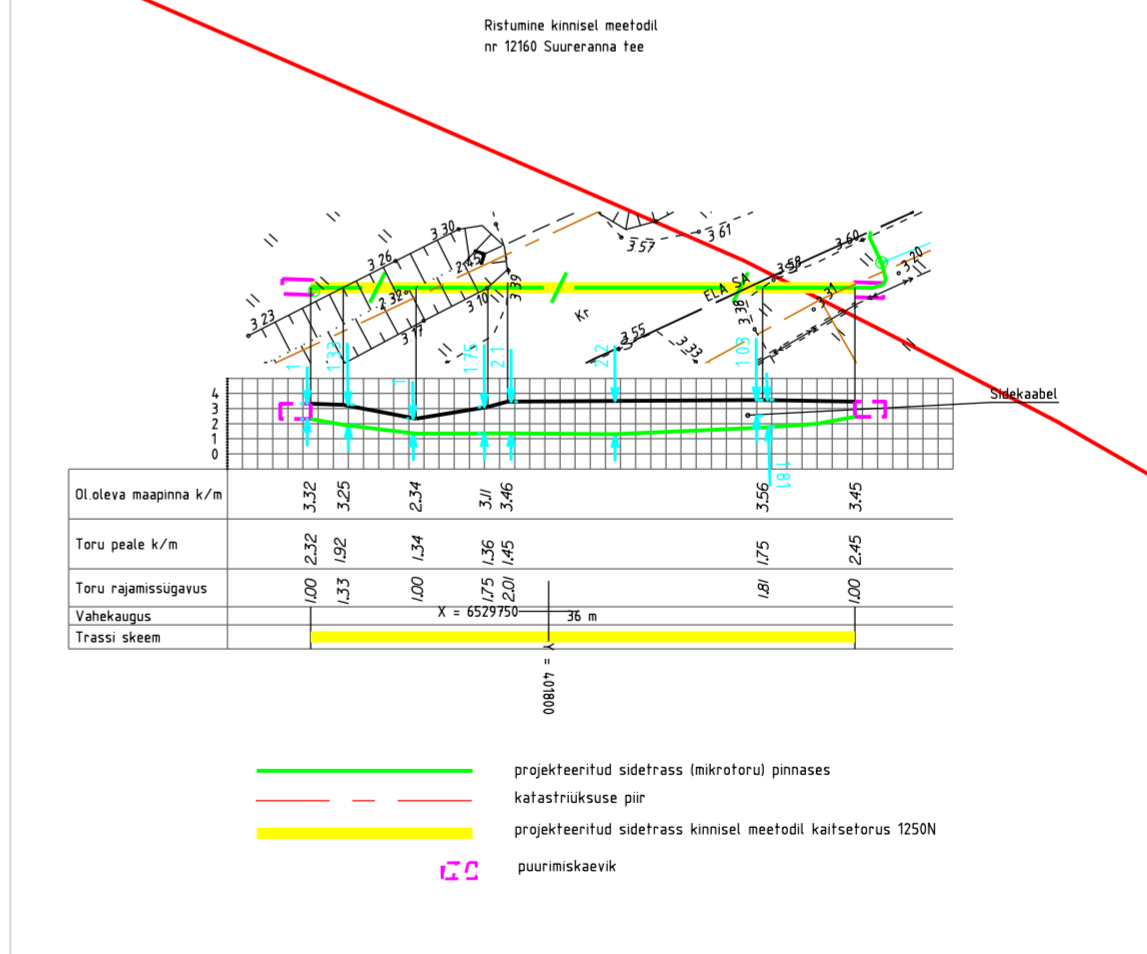 Ristumine kinnisel meetodil
nr 12160 Suureranna tee
3.30
3.61
3.57
3.60
3.26
2.45
3.58
3.20
3.39
ELA SA
2.32
3.10
3.31
3.23
Kr
3.38
3.17
3.55
3.33
1
1.33
1
1.75
2.1
2.2
1.03
Sidekaabel
4
3
2
1
0
1.81
Ol.oleva maapinna k/m 3.32 3.25 2.34 3.11 3.46 3.56 3.45
Toru peale k/m 2.32 1.92 1.34 1.36 1.45 1.75 2.45
Toru rajamissügavus 1.00 1.33 1.00 1.75 2.01 1.81 1.00
Vahekaugus X = 6529750 36 m
Trassi skeem
Y = 401800
projekteeritud sidetrass (mikrotoru) pinnases
katastriüksuse piir
projekteeritud sidetrass kinnisel meetodil kaitsetorus 1250N
puurimiskaevik